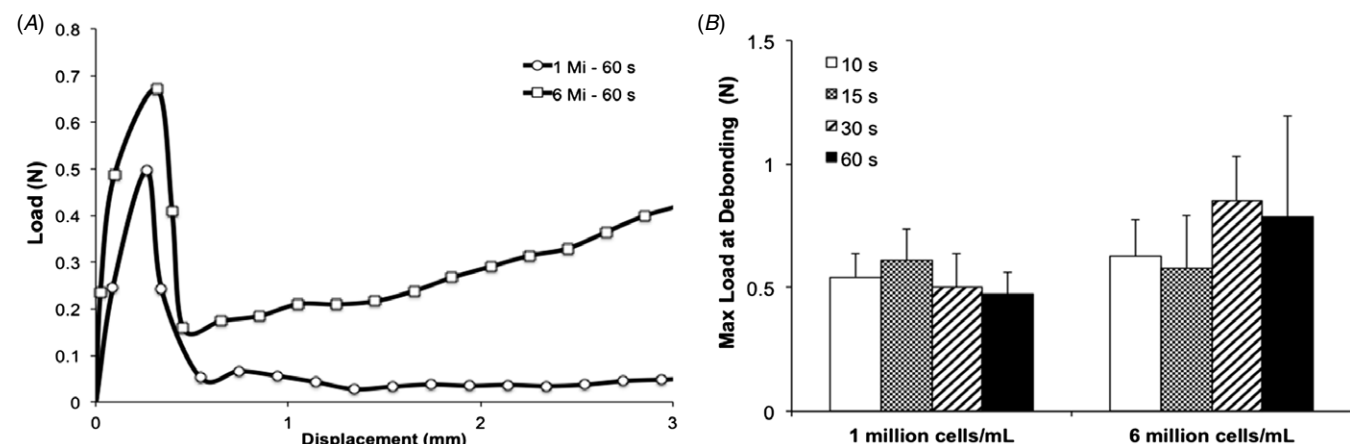 (A)
0.8
0.7
0.6
0.5
0.4
0.3
0.2
0.1
0
Load (N)
1 Mi - 60 s
6 Mi - 60 s
0 1 2 3
Displacement (mm)
(B)
1.5
1
0.5
0
Max Load at Debonding (N)
10 s
15 s
30 s
60 s
1 million cells/mL 6 million cells/mL